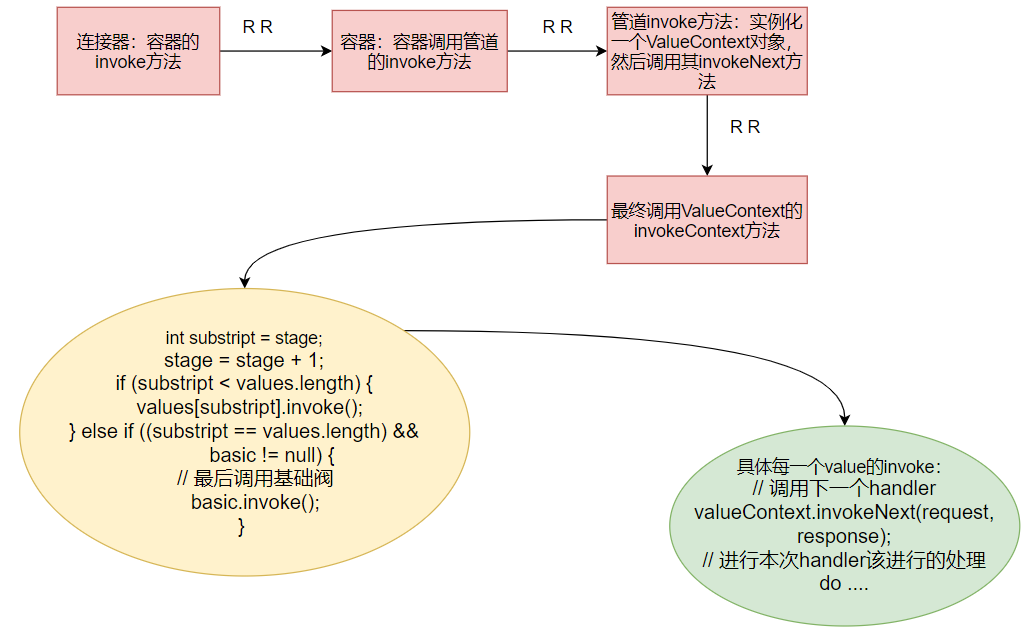 连接器：容器的
invoke方法
R R
容器：容器调用管道
的invoke方法
R R
管道invoke方法：实例化
一个ValueContext对象，
然后调用其invokeNext方
法
R R
最终调用ValueContext的
invokeContext方法
int substript = stage;
stage = stage + 1;
if (substript < values.length) {
values[substript].invoke();
} else if ((substript == values.length) &&
basic != null) {
// 最后调用基础阀
basic.invoke();
}
具体每一个value的invoke：
// 调用下一个handler
valueContext.invokeNext(request,
response);
// 进行本次handler该进行的处理
do ....